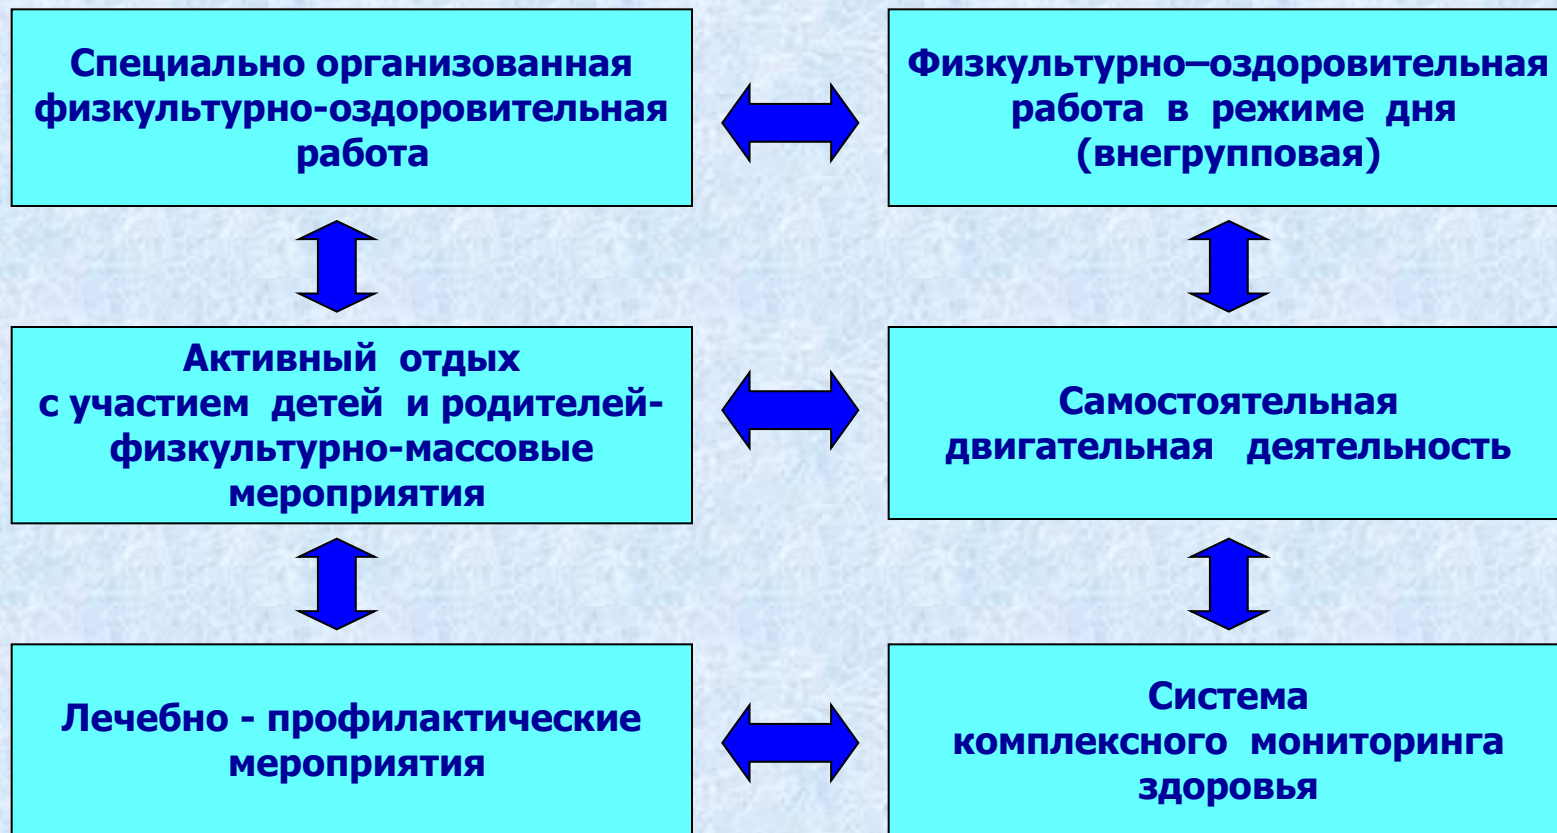 Специально организованная
физкультурно-оздоровительная
работа
Физкультурно–оздоровительная
работа в режиме дня
(внегрупповая)
Активный отдых
с участием детей и родителей-
физкультурно-массовые
мероприятия
Самостоятельная
двигательная деятельность
Лечебно - профилактические
мероприятия
Система
комплексного мониторинга
здоровья